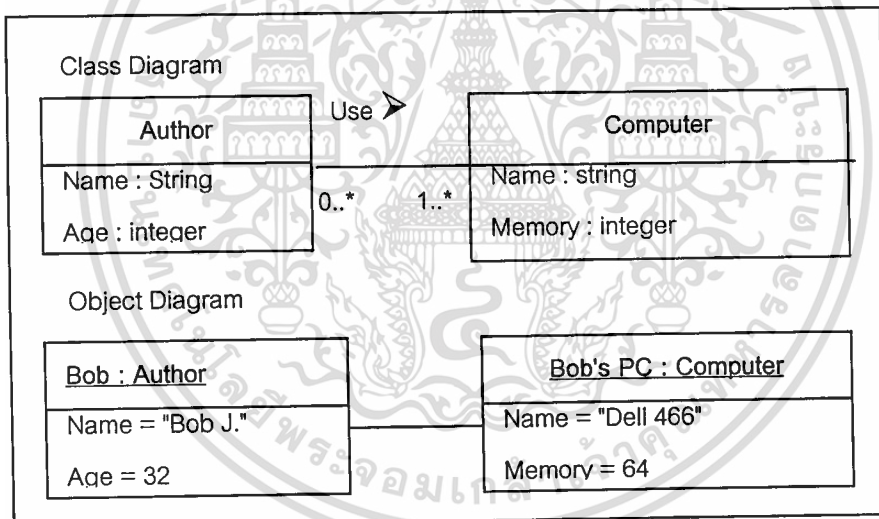 Class Diagram
Author
Use ➢
Computer
Name : String
Age : integer
0..*
1..*
Name : string
Memory : integer
Object Diagram
Bob : Author
Name = "Bob J."
Age = 32
Bob's PC : Computer
Name = "Dell 466"
Memory = 64